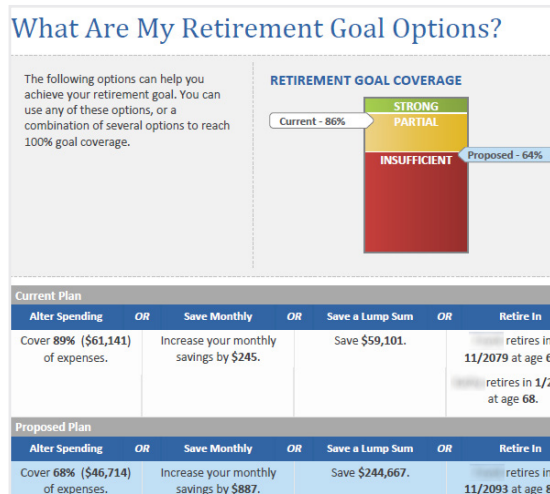 What Are My Retirement Goal Options?
The following options can help you
achieve your retirement goal. You can
use any of these options, or a
combination of several options to reach
100% goal coverage.
RETIREMENT GOAL COVERAGE
STRONG
Current - 86%
PARTIAL
INSUFFICIENT
Proposed - 64%
Current Plan
Alter Spending OR Save Monthly OR Save a Lump Sum OR Retire In
Cover 89% ($61,141) Increase your monthly Save $59,101. retires in
of expenses. savings by $245. 11/2079 at age
retires in
at age 68.
Proposed Plan
Alter Spending OR Save Monthly OR Save a Lump Sum OR Retire In
Cover 68% ($46,714) Increase your monthly Save $244,667. retires in
of expenses. savings by $887. 11/2093 at age